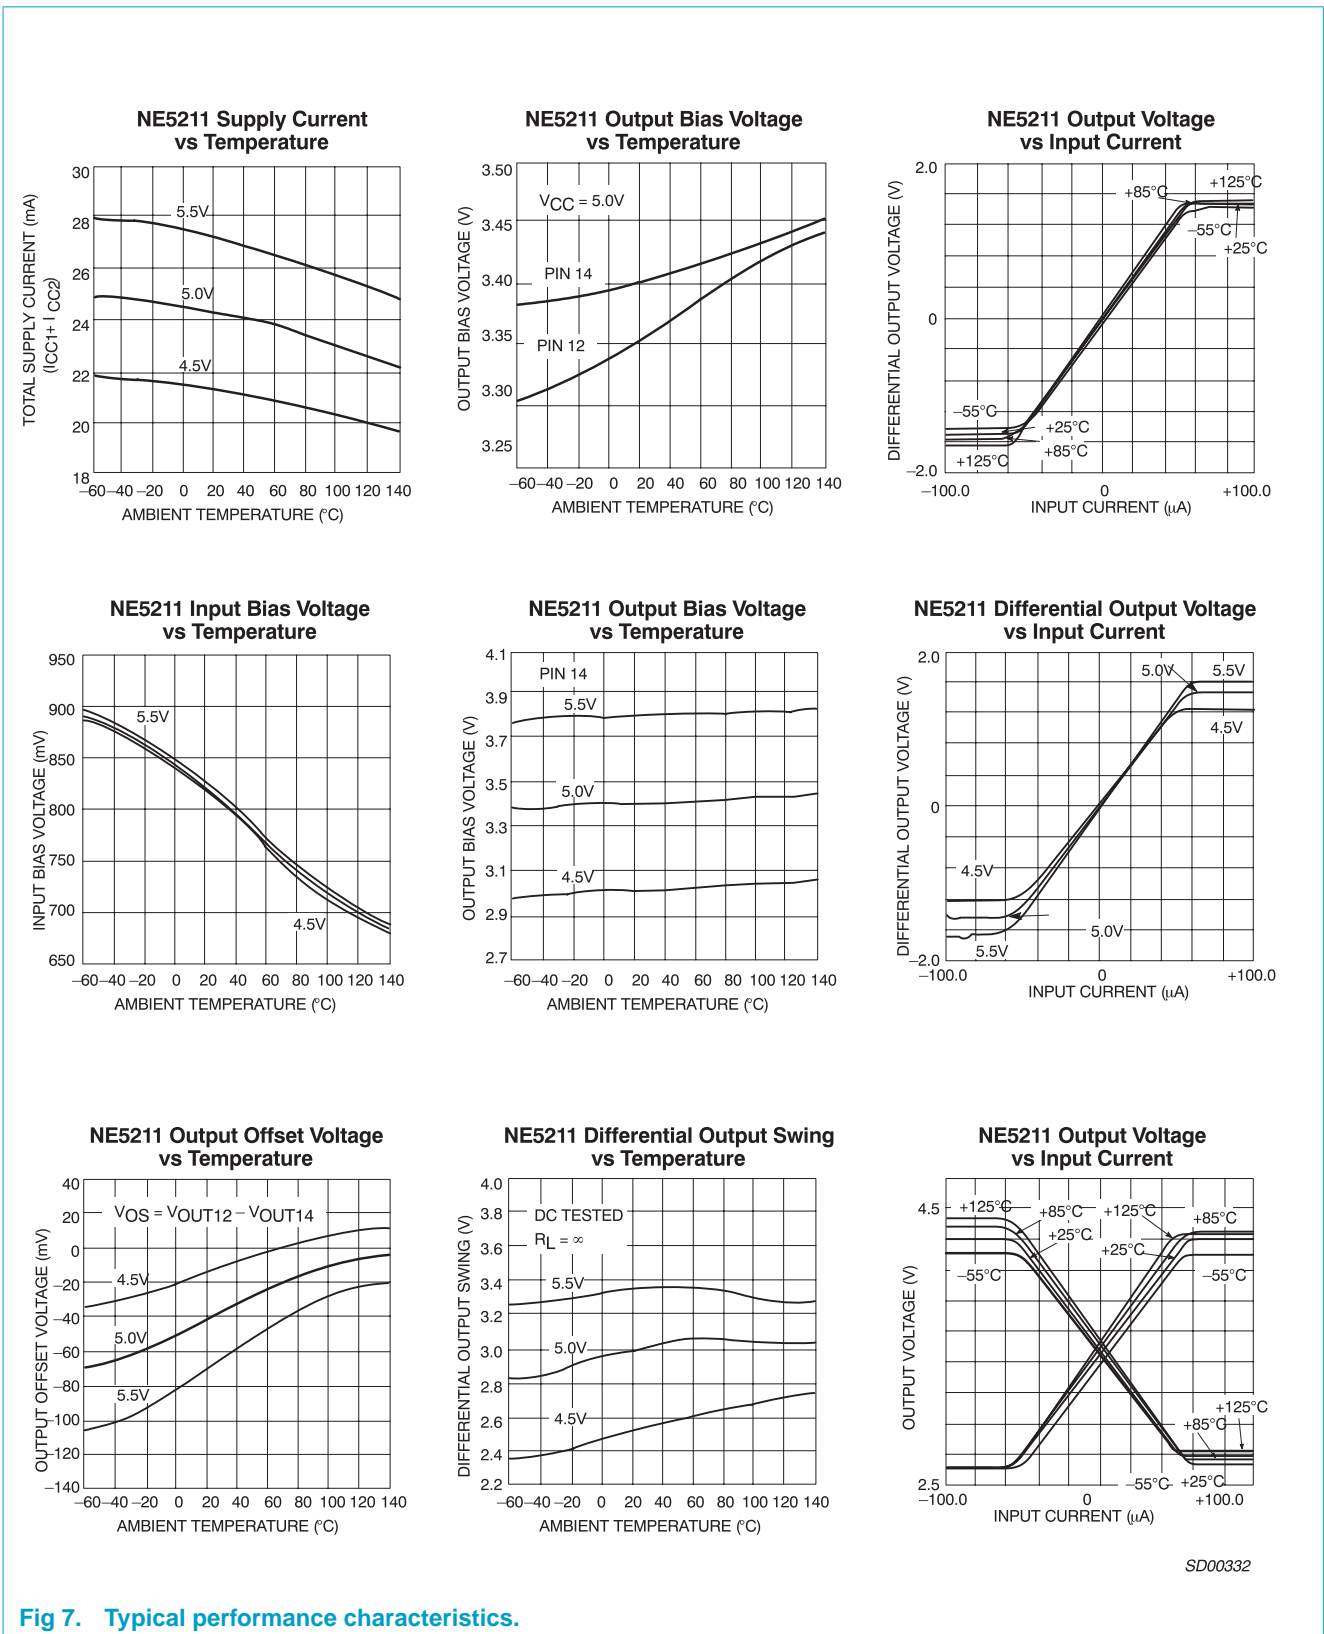 NE5211 Supply Current
vs Temperature
30
28
26
24
22
20
18
5.5V
5.0V
4.5V
TOTAL SUPPLY CURRENT (mA)
(ICC1+ I CC2)
–60–40 –20 0 20 40 60 80 100 120 140
AMBIENT TEMPERATURE (°C)
NE5211 Output Bias Voltage
vs Temperature
3.50
3.45
3.40
3.35
3.30
3.25
VCC = 5.0V
PIN 14
PIN 12
OUTPUT BIAS VOLTAGE (V)
–60–40 –20 0 20 40 60 80 100 120 140
AMBIENT TEMPERATURE (°C)
NE5211 Output Voltage
vs Input Current
2.0
0
–2.0
+85°C
+125°C
–55°C
+25°C
–55°C
+25°C
+85°C
+125°C
DIFFERENTIAL OUTPUT VOLTAGE (V)
–100.0 0 +100.0
INPUT CURRENT (µA)
NE5211 Input Bias Voltage
vs Temperature
950
900
850
800
750
700
650
5.5V
4.5V
INPUT BIAS VOLTAGE (mV)
–60–40 –20 0 20 40 60 80 100 120 140
AMBIENT TEMPERATURE (°C)
NE5211 Output Bias Voltage
vs Temperature
4.1
3.9
3.7
3.5
3.3
3.1
2.9
2.7
PIN 14
5.5V
5.0V
4.5V
OUTPUT BIAS VOLTAGE (V)
–60–40 –20 0 20 40 60 80 100 120 140
AMBIENT TEMPERATURE (°C)
NE5211 Differential Output Voltage
vs Input Current
2.0
0
–2.0
5.0V
5.5V
4.5V
4.5V
5.0V
5.5V
DIFFERENTIAL OUTPUT VOLTAGE (V)
–100.0 0 +100.0
INPUT CURRENT (µA)
NE5211 Output Offset Voltage
vs Temperature
40
20
0
–20
–40
–60
–80
–100
–120
–140
VOS = VOUT12 – VOUT14
4.5V
5.0V
5.5V
OUTPUT OFFSET VOLTAGE (mV)
–60–40 –20 0 20 40 60 80 100 120 140
AMBIENT TEMPERATURE (°C)
NE5211 Differential Output Swing
vs Temperature
4.0
3.8
3.6
3.4
3.2
3.0
2.8
2.6
2.4
2.2
DC TESTED
RL = ∞
5.5V
5.0V
4.5V
DIFFERENTIAL OUTPUT SWING (V)
–60–40 –20 0 20 40 60 80 100 120 140
AMBIENT TEMPERATURE (°C)
NE5211 Output Voltage
vs Input Current
4.5
2.5
+125°C
+85°C
+25°C
–55°C
+125°C
+85°C
+25°C
–55°C
+125°C
+85°C
–55°C
+25°C
OUTPUT VOLTAGE (V)
–100.0 0 +100.0
INPUT CURRENT (µA)
SD00332
Fig 7. Typical performance characteristics.